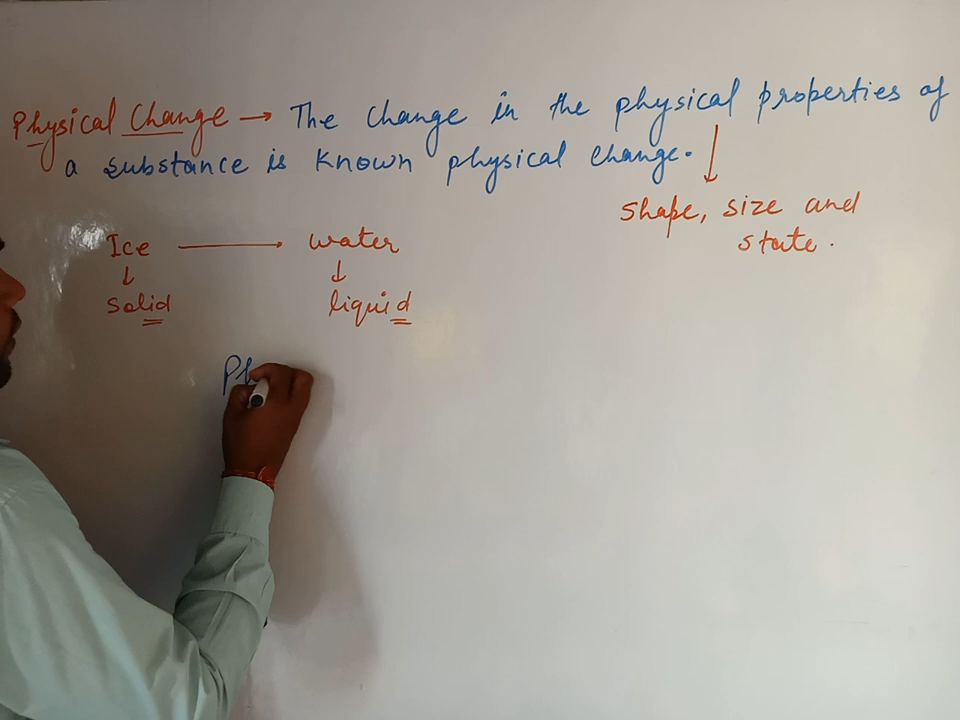 Physical Change → The change in the physical properties of
a substance is known physical change.
↓
shape, size and
state.
Ice → water
↓ ↓
solid liquid
Ph